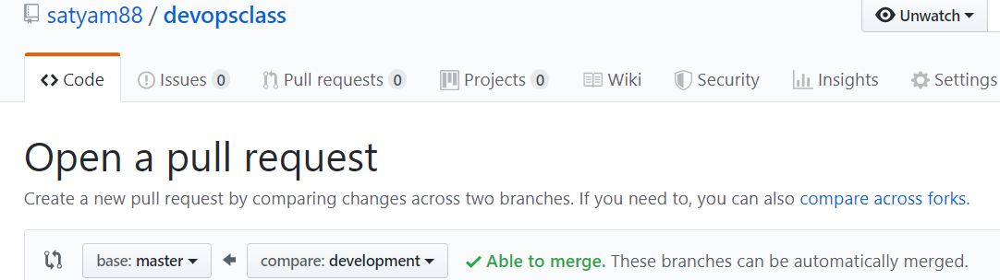 satyam88 / devopsclass
Unwatch
Code Issues 0 Pull requests 0 Projects 0 Wiki Security Insights Settings
Open a pull request
Create a new pull request by comparing changes across two branches. If you need to, you can also compare across forks.
base: master compare: development Able to merge. These branches can be automatically merged.